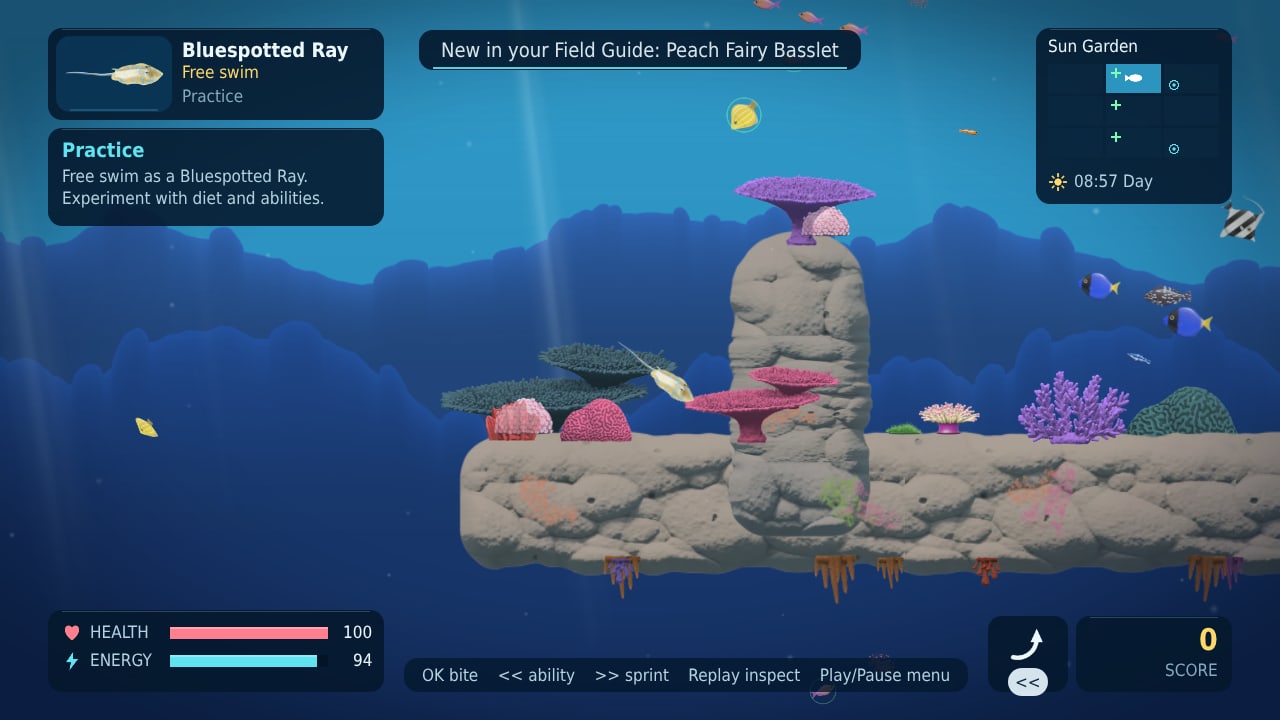 Bluespotted Ray
Free swim
Practice
Practice
Free swim as a Bluespotted Ray.
Experiment with diet and abilities.
New in your Field Guide: Peach Fairy Basslet
Sun Garden
08:57 Day
HEALTH 100
ENERGY 94
OK bite << ability >> sprint Replay inspect Play/Pause menu
<<
0
SCORE